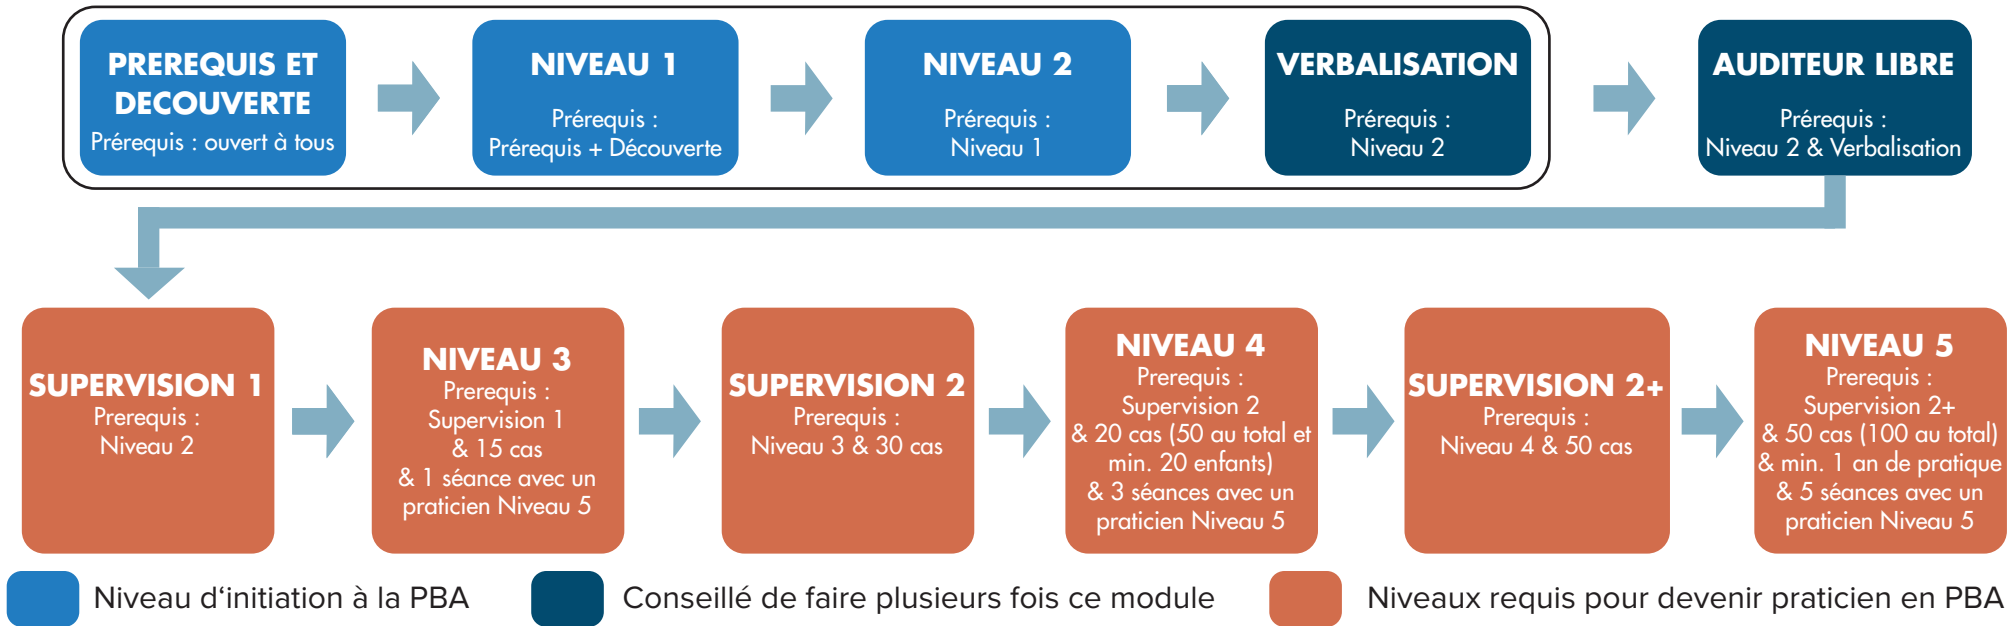 PREREQUIS ET
DECOUVERTE
Prérequis : ouvert à tous
NIVEAU 1
Prérequis :
Prérequis + Découverte
NIVEAU 2
Prérequis :
Niveau 1
VERBALISATION
Prérequis :
Niveau 2
AUDITEUR LIBRE
Prérequis :
Niveau 2 & Verbalisation
SUPERVISION 1
Prerequis :
Niveau 2
NIVEAU 3
Prerequis :
Supervision 1
& 15 cas
& 1 séance avec un
praticien Niveau 5
SUPERVISION 2
Prerequis :
Niveau 3 & 30 cas
NIVEAU 4
Prerequis :
Supervision 2
& 20 cas (50 au total et
min. 20 enfants)
& 3 séances avec un
praticien Niveau 5
SUPERVISION 2+
Prerequis :
Niveau 4 & 50 cas
NIVEAU 5
Prerequis :
Supervision 2+
& 50 cas (100 au total)
& min. 1 an de pratique
& 5 séances avec un
praticien Niveau 5
Niveau d‘initiation à la PBA
Conseillé de faire plusieurs fois ce module
Niveaux requis pour devenir praticien en PBA